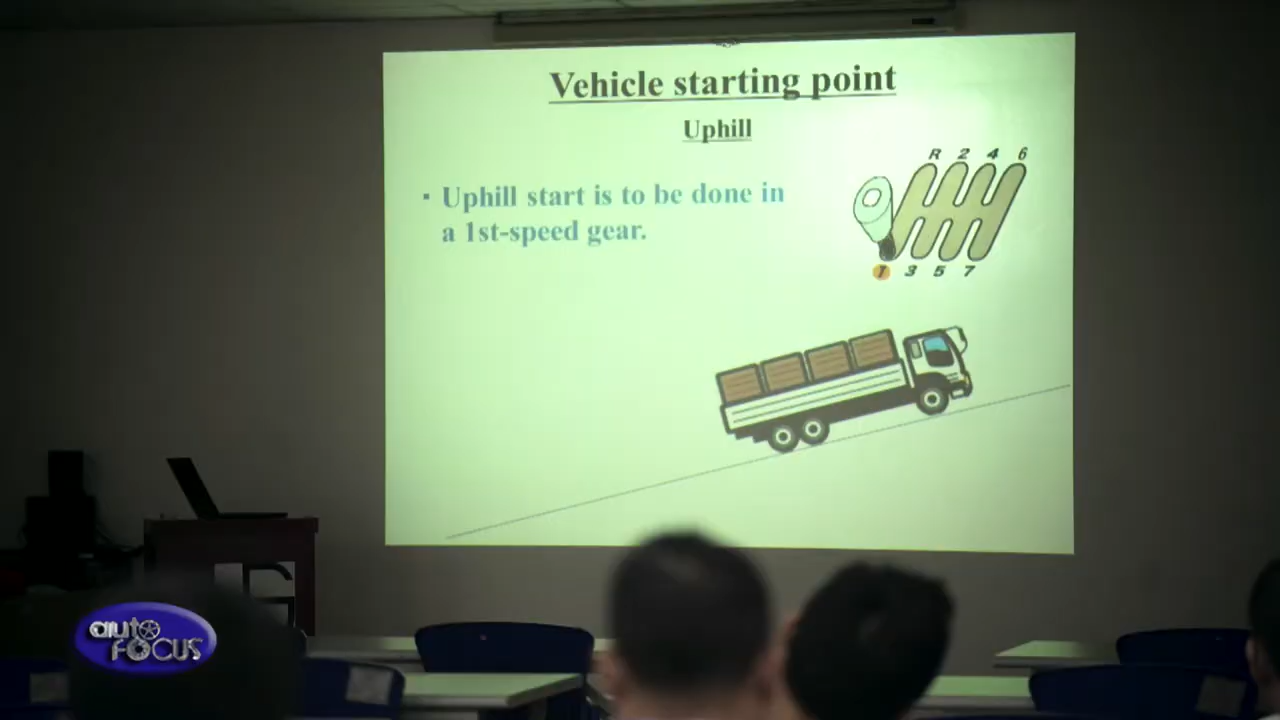 Vehicle starting point
Uphill
▪ Uphill start is to be done in
a 1st-speed gear.
R 2 4 6
1 3 5 7
auto
FOCUS